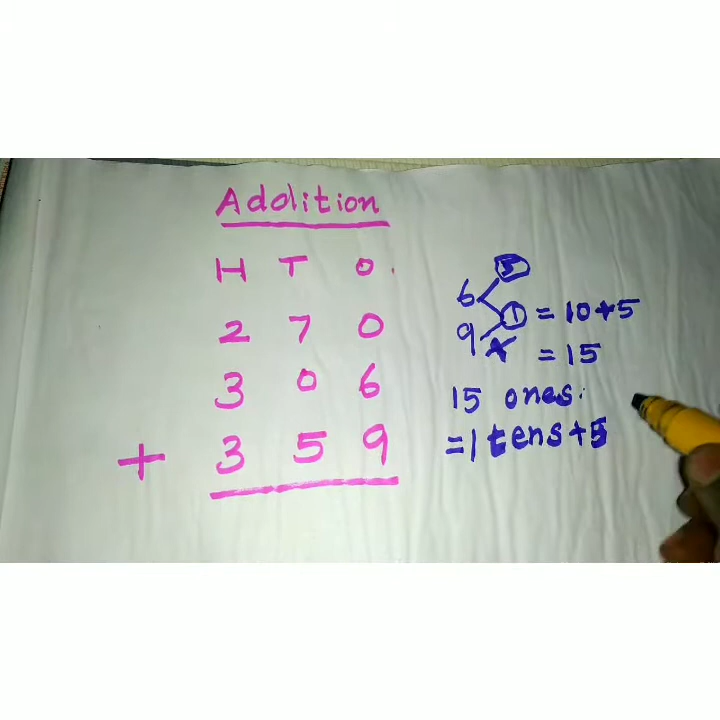 Addition
H T O
2 7 0
3 0 6
+ 3 5 9
6 5
9 1 = 10+5
= 15
15 ones.
= 1 tens + 5